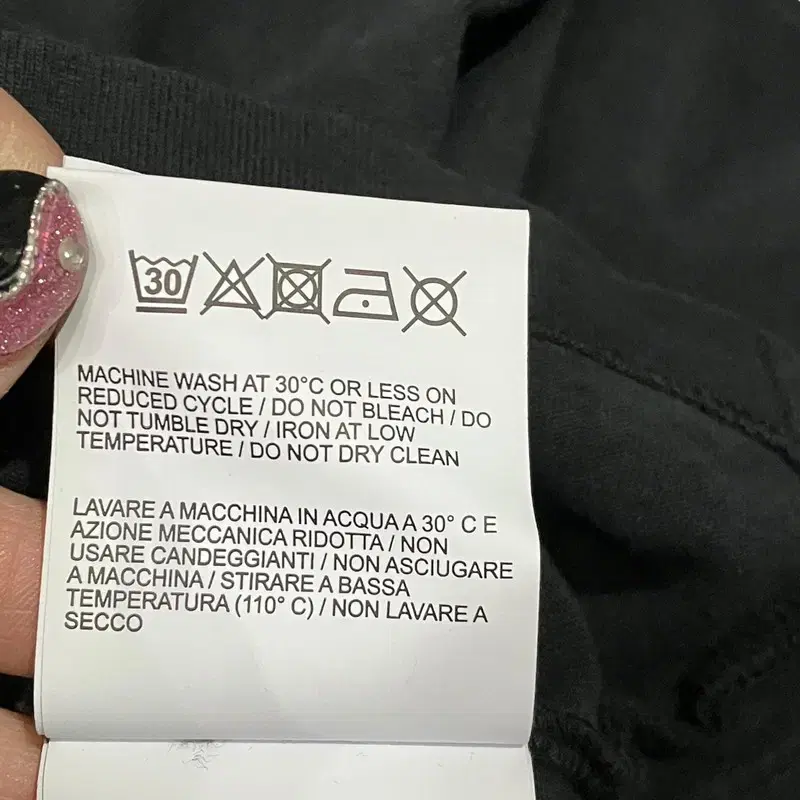 30
MACHINE WASH AT 30°C OR LESS ON
REDUCED CYCLE / DO NOT BLEACH / DO
NOT TUMBLE DRY / IRON AT LOW
TEMPERATURE / DO NOT DRY CLEAN
LAVARE A MACCHINA IN ACQUA A 30° C E
AZIONE MECCANICA RIDOTTA / NON
USARE CANDEGGIANTI / NON ASCIUGARE
A MACCHINA / STIRARE A BASSA
TEMPERATURA (110° C) / NON LAVARE A
SECCO